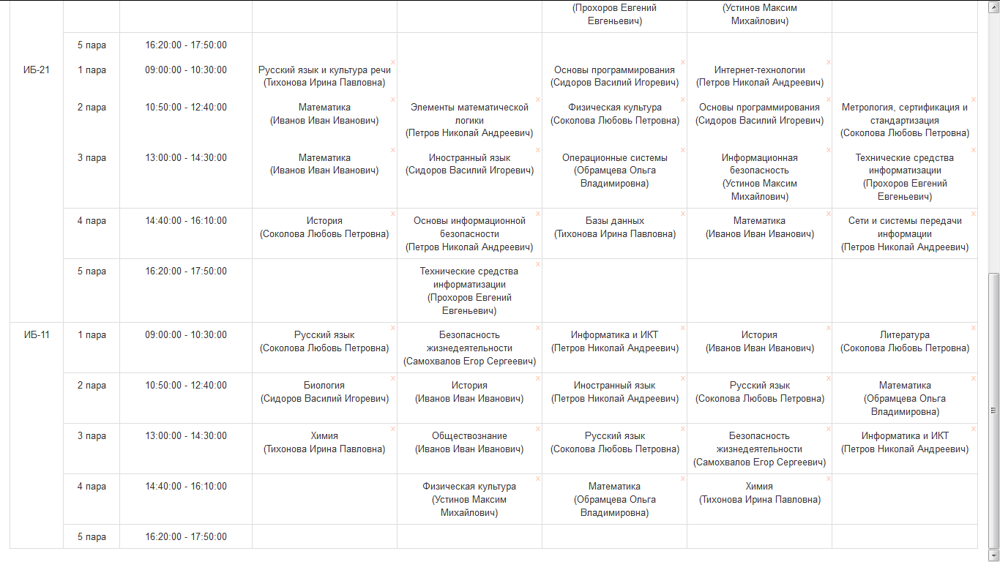 (Прохоров Евгений (Устинов Максим
Евгеньевич) Михайлович)
5 пара 16:20:00 - 17:50:00
x x x
ИБ-21 1 пара 09:00:00 - 10:30:00 Русский язык и культура речи Основы программирования Интернет-технологии
(Тихонова Ирина Павловна) (Сидоров Василий Игоревич) (Петров Николай Андреевич)
x x x x x
2 пара 10:50:00 - 12:40:00 Математика Элементы математической Физическая культура Основы программирования Метрология, сертификация и
(Иванов Иван Иванович) логики (Соколова Любовь Петровна) (Сидоров Василий Игоревич) стандартизация
(Петров Николай Андреевич) (Соколова Любовь Петровна)
x x x x x
3 пара 13:00:00 - 14:30:00 Математика Иностранный язык Операционные системы Информационная Технические средства
(Иванов Иван Иванович) (Сидоров Василий Игоревич) (Обрамцева Ольга безопасность информатизации
Владимировна) (Устинов Максим (Прохоров Евгений
Михайлович) Евгеньевич)
x x x x x
4 пара 14:40:00 - 16:10:00 История Основы информационной Базы данных Математика Сети и системы передачи
(Соколова Любовь Петровна) безопасности (Тихонова Ирина Павловна) (Иванов Иван Иванович) информации
(Петров Николай Андреевич) (Петров Николай Андреевич)
x
5 пара 16:20:00 - 17:50:00 Технические средства
информатизации
(Прохоров Евгений
Евгеньевич)
x x x x x
ИБ-11 1 пара 09:00:00 - 10:30:00 Русский язык Безопасность Информатика и ИКТ История Литература
(Соколова Любовь Петровна) жизнедеятельности (Петров Николай Андреевич) (Иванов Иван Иванович) (Соколова Любовь Петровна)
(Самохвалов Егор Сергеевич)
x x x x x
2 пара 10:50:00 - 12:40:00 Биология История Иностранный язык Русский язык Математика
(Сидоров Василий Игоревич) (Иванов Иван Иванович) (Петров Николай Андреевич) (Соколова Любовь Петровна) (Обрамцева Ольга
Владимировна)
x x x x x
3 пара 13:00:00 - 14:30:00 Химия Обществознание Русский язык Безопасность Информатика и ИКТ
(Тихонова Ирина Павловна) (Иванов Иван Иванович) (Соколова Любовь Петровна) жизнедеятельности (Петров Николай Андреевич)
(Самохвалов Егор Сергеевич)
x x x
4 пара 14:40:00 - 16:10:00 Физическая культура Математика Химия
(Устинов Максим (Обрамцева Ольга (Тихонова Ирина Павловна)
Михайлович) Владимировна)
5 пара 16:20:00 - 17:50:00